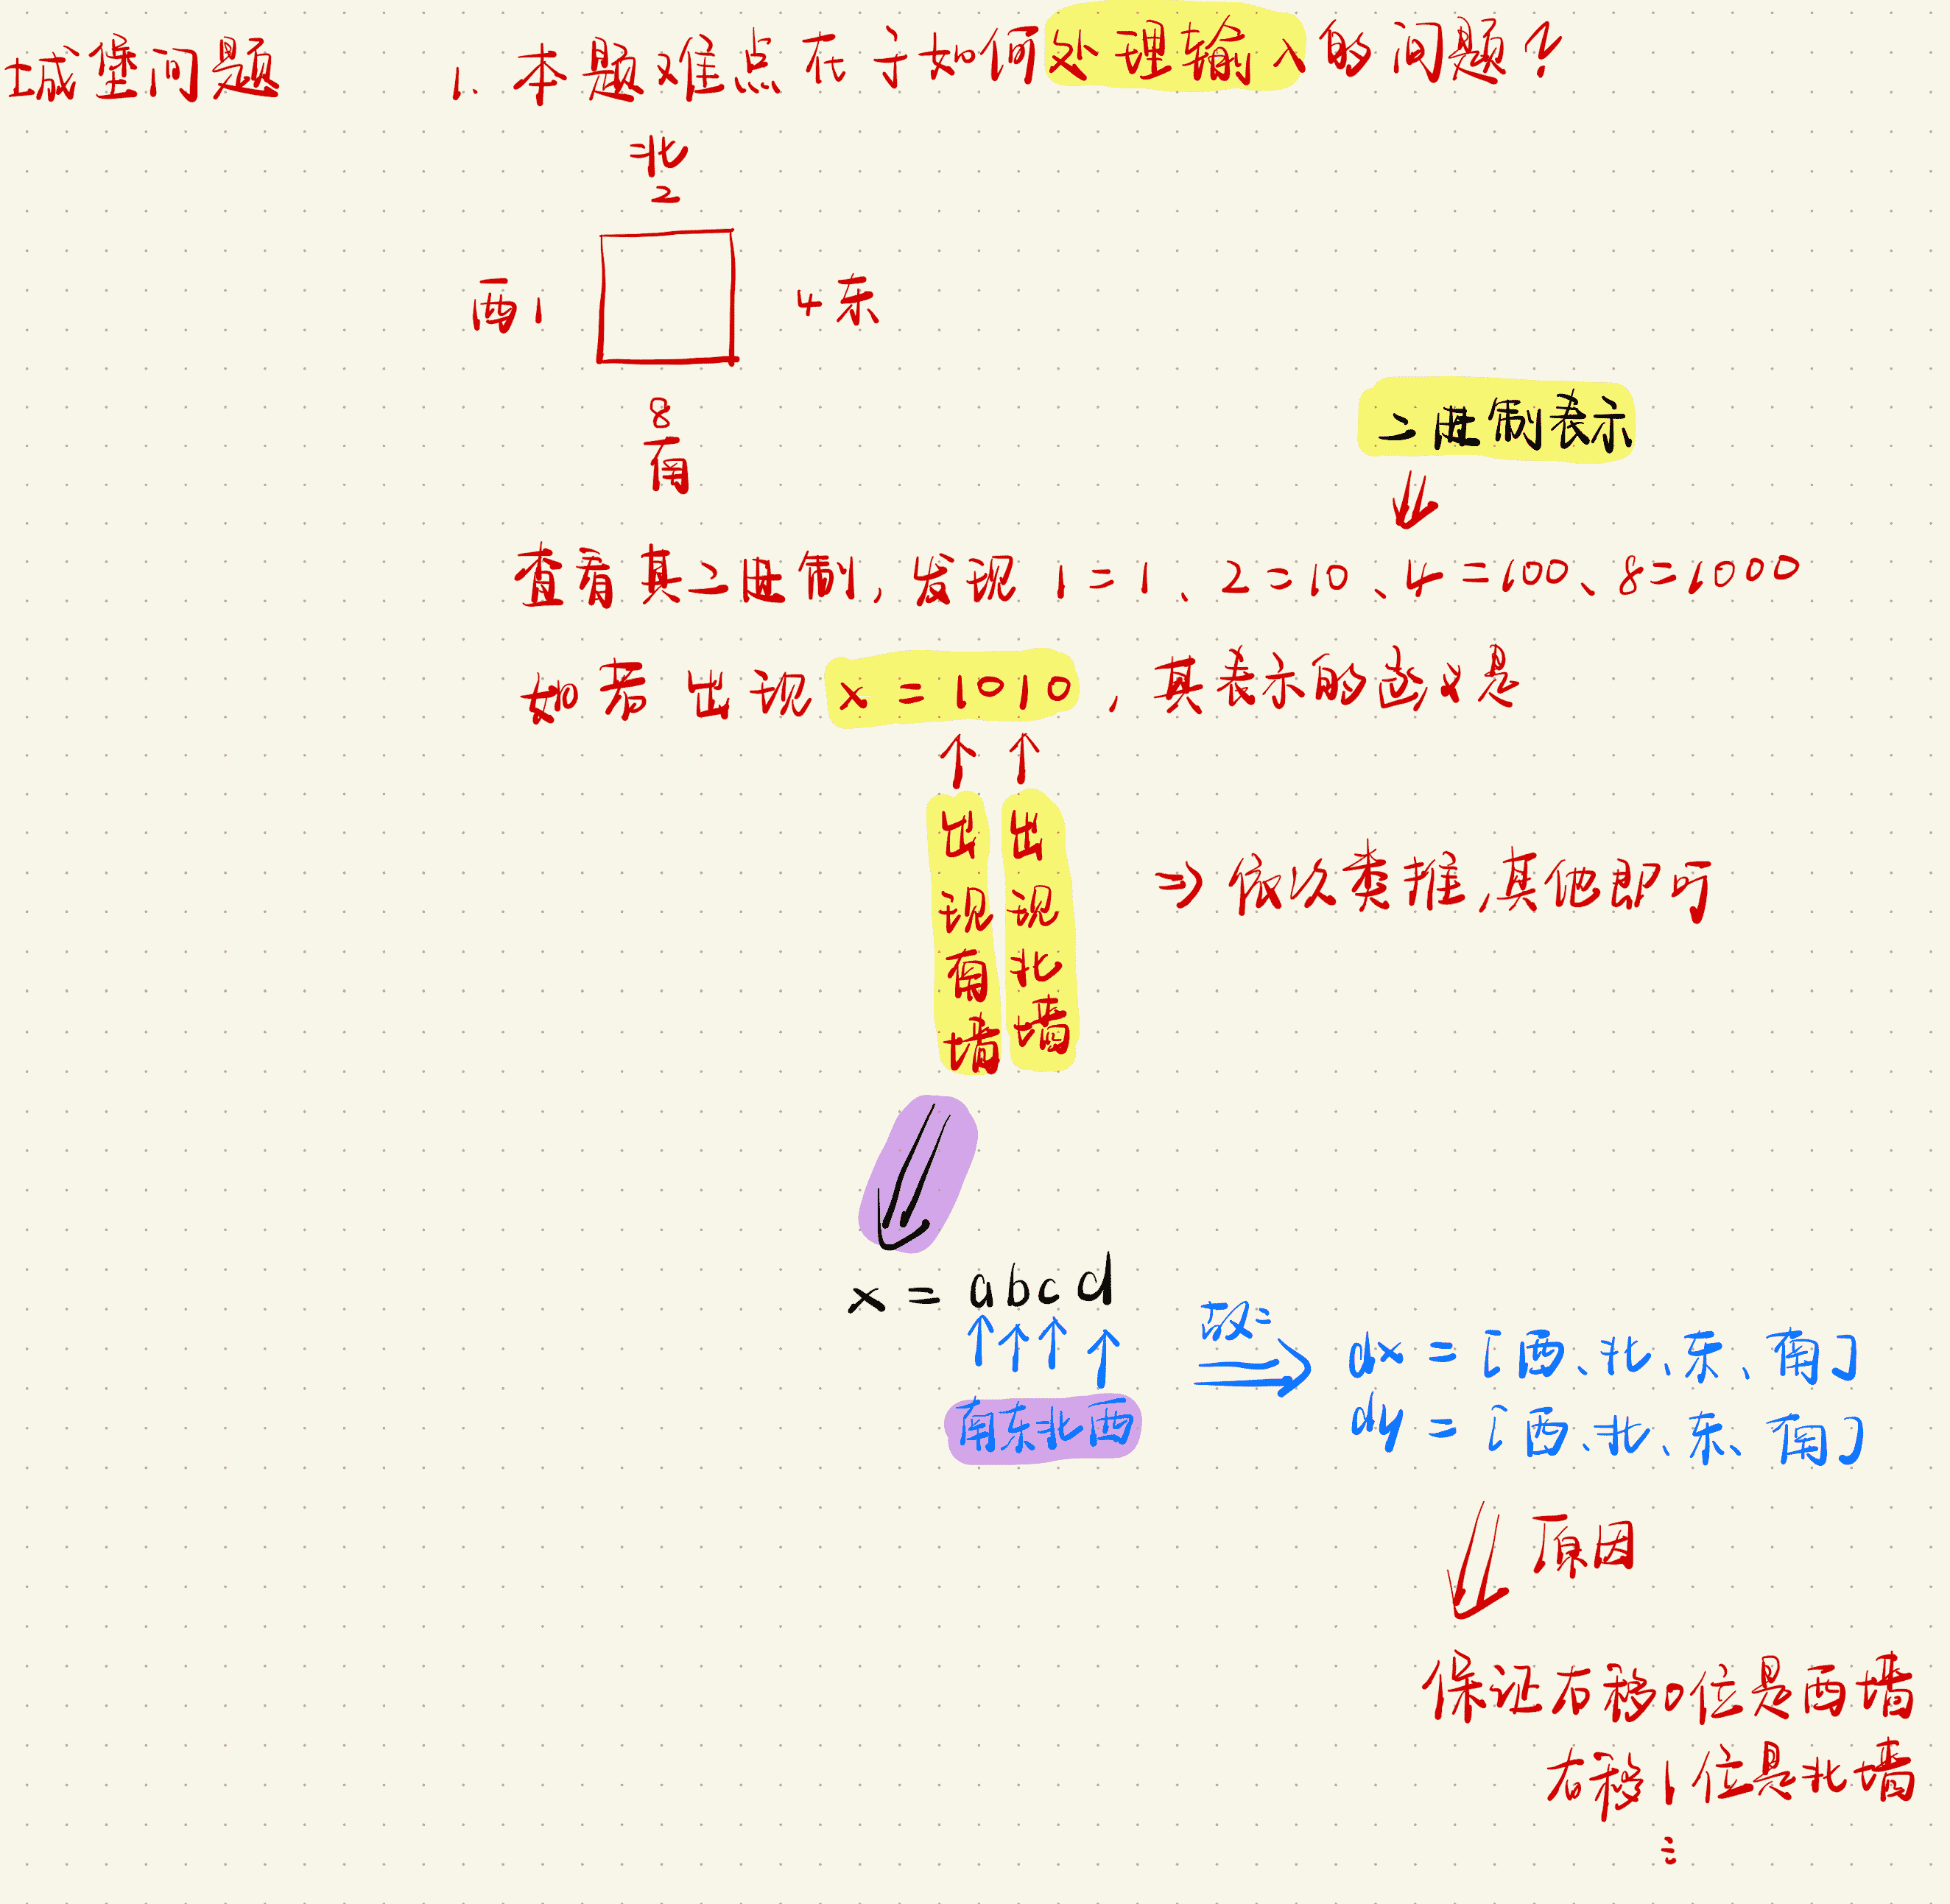 城堡问题
1. 本题难点在于如何处理输入的问题?
北
2
西1
4东
8
南
二进制表示
查看其二进制,发现 1=1、2=10、4=100、8=1000
如若出现 x=1010,其表示的含义是
出现南墙
出现北墙
=> 依次类推,其他即可
x = abcd
南东北西
故:
dx = [西、北、东、南]
dy = [西、北、东、南]
原因
保证右移0位是西墙
右移1位是北墙
⋮